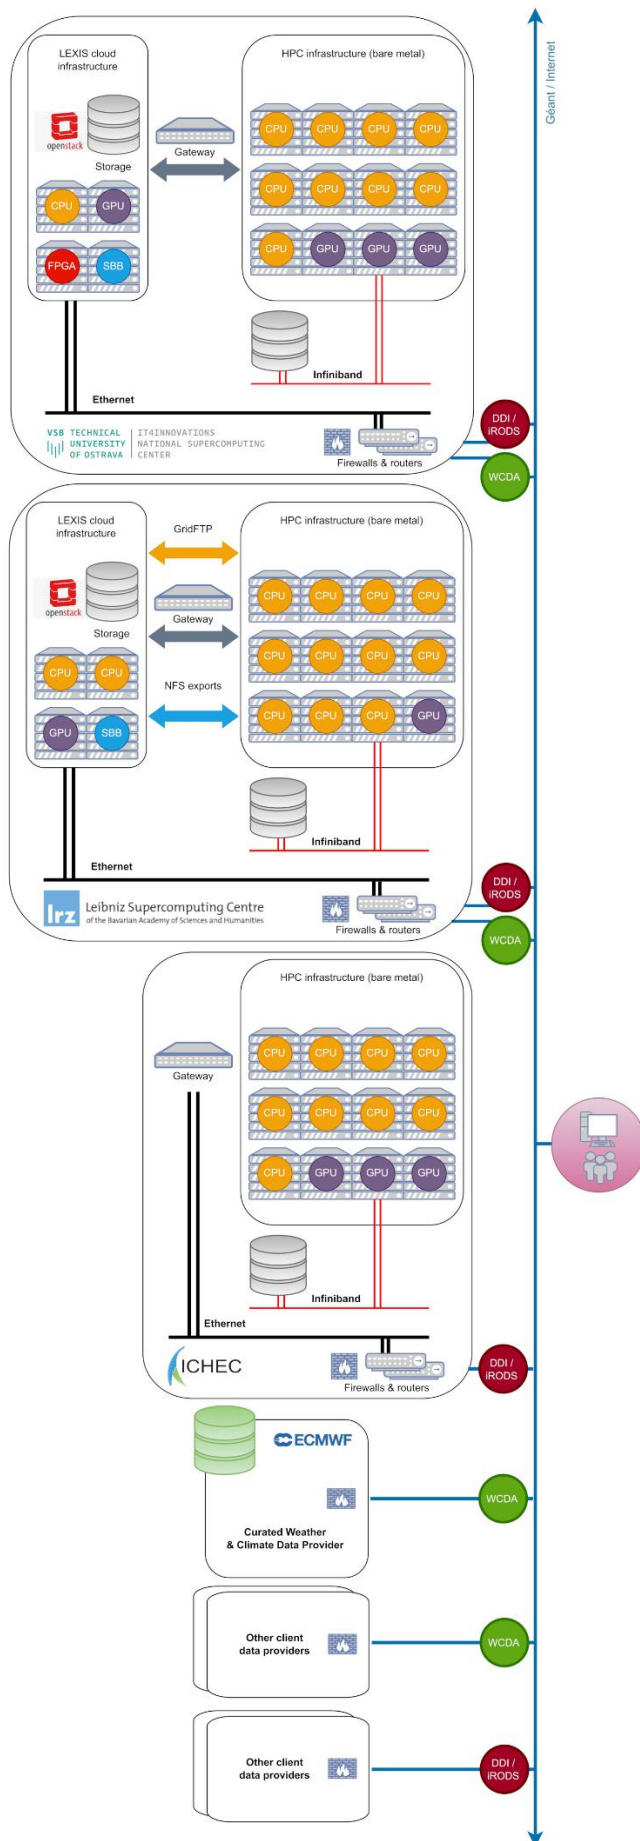 LEXIS cloud
infrastructure
HPC infrastructure (bare metal)
Géant / Internet
openstack
Storage
Gateway
CPU CPU CPU CPU
CPU GPU
CPU CPU CPU CPU
FPGA SBB
CPU GPU GPU GPU
Infiniband
Ethernet
VSB TECHNICAL
UNIVERSITY
OF OSTRAVA
IT4INNOVATIONS
NATIONAL SUPERCOMPUTING
CENTER
Firewalls & routers
DDI /
iRODS
WCDA
LEXIS cloud
infrastructure
GridFTP
HPC infrastructure (bare metal)
openstack
Storage
Gateway
CPU CPU CPU CPU
CPU CPU
CPU CPU CPU CPU
NFS exports
GPU SBB
CPU CPU CPU GPU
Infiniband
Ethernet
lrz
Leibniz Supercomputing Centre
of the Bavarian Academy of Sciences and Humanities
Firewalls & routers
DDI /
iRODS
WCDA
HPC infrastructure (bare metal)
Gateway
CPU CPU CPU CPU
CPU CPU CPU CPU
CPU GPU GPU GPU
Infiniband
Ethernet
ICHEC
Firewalls & routers
DDI /
iRODS
ECMWF
Curated Weather
& Climate Data Provider
WCDA
Other client
data providers
WCDA
Other client
data providers
DDI /
iRODS